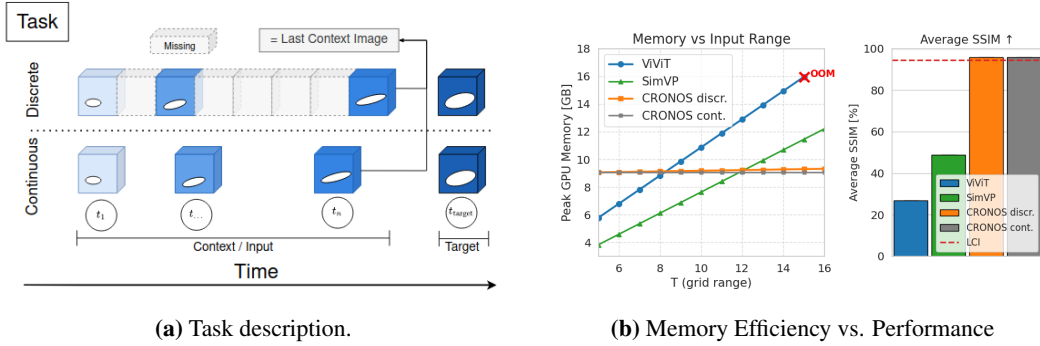 Task
Missing
= Last Context Image
Discrete
Continuous
t₁
t...
tₙ
t_target
Context / Input
Target
Time
(a) Task description.
Memory vs Input Range
Peak GPU Memory [GB]
18
16
14
12
10
8
6
4
ViViT
SimVP
CRONOS discr.
CRONOS cont.
OOM
6 8 10 12 14 16
T (grid range)
Average SSIM ↑
Average SSIM [%]
100
80
60
40
20
0
ViViT
SimVP
CRONOS discr.
CRONOS cont.
LCI
(b) Memory Efficiency vs. Performance